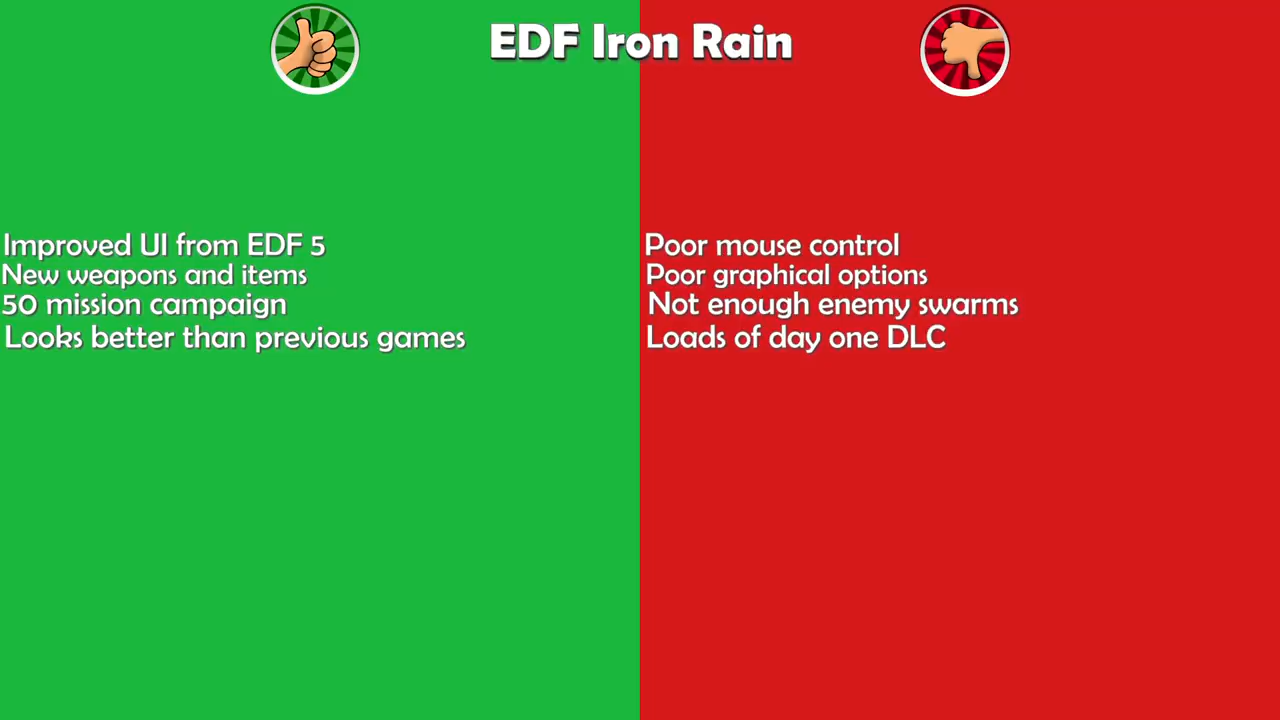 EDF Iron Rain
Improved UI from EDF 5
New weapons and items
50 mission campaign
Looks better than previous games
Poor mouse control
Poor graphical options
Not enough enemy swarms
Loads of day one DLC